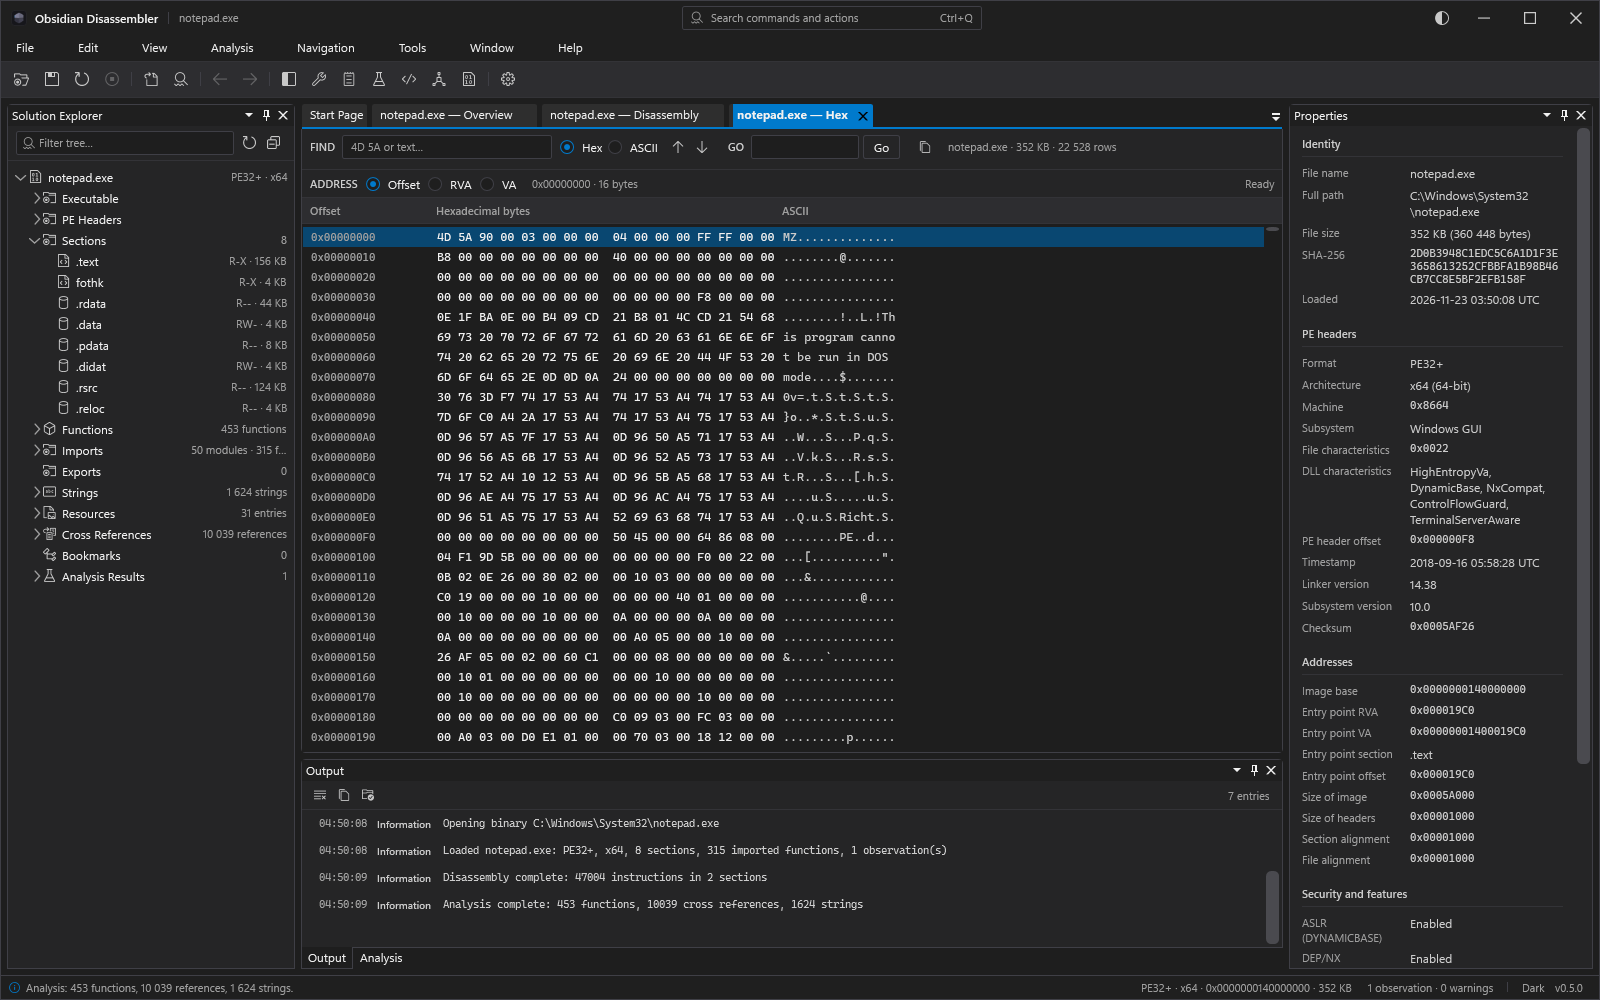 Obsidian Disassembler notepad.exe Search commands and actions Ctrl+Q
File Edit View Analysis Navigation Tools Window Help
Solution Explorer
Filter tree...
notepad.exe PE32+ · x64
Executable
PE Headers
Sections 8
.text R-X · 156 KB
fothk R-X · 4 KB
.rdata R-- · 44 KB
.data RW- · 4 KB
.pdata R-- · 8 KB
.didat RW- · 4 KB
.rsrc R-- · 124 KB
.reloc R-- · 4 KB
Functions 453 functions
Imports 50 modules · 315 f...
Exports 0
Strings 1 624 strings
Resources 31 entries
Cross References 10 039 references
Bookmarks 0
Analysis Results 1
Start Page notepad.exe — Overview notepad.exe — Disassembly notepad.exe — Hex
FIND 4D 5A or text... Hex ASCII GO Go notepad.exe · 352 KB · 22 528 rows
ADDRESS Offset RVA VA 0x00000000 · 16 bytes Ready
Offset Hexadecimal bytes ASCII
0x00000000 4D 5A 90 00 03 00 00 00 04 00 00 00 FF FF 00 00 MZ..............
0x00000010 B8 00 00 00 00 00 00 00 40 00 00 00 00 00 00 00 ........@.......
0x00000020 00 00 00 00 00 00 00 00 00 00 00 00 00 00 00 00 ................
0x00000030 00 00 00 00 00 00 00 00 00 00 00 00 F8 00 00 00 ................
0x00000040 0E 1F BA 0E 00 B4 09 CD 21 B8 01 4C CD 21 54 68 ........!..L.!Th
0x00000050 69 73 20 70 72 6F 67 72 61 6D 20 63 61 6E 6E 6F is program canno
0x00000060 74 20 62 65 20 72 75 6E 20 69 6E 20 44 4F 53 20 t be run in DOS
0x00000070 6D 6F 64 65 2E 0D 0D 0A 24 00 00 00 00 00 00 00 mode....$.......
0x00000080 30 76 3D F7 74 17 53 A4 74 17 53 A4 74 17 53 A4 0v=.t.S.t.S.t.S.
0x00000090 7D 6F C0 A4 2A 17 53 A4 74 17 53 A4 75 17 53 A4 }o..*.S.t.S.u.S.
0x000000A0 0D 96 57 A5 7F 17 53 A4 0D 96 50 A5 71 17 53 A4 ..W...S...P.q.S.
0x000000B0 0D 96 56 A5 6B 17 53 A4 0D 96 52 A5 73 17 53 A4 ..V.k.S...R.s.S.
0x000000C0 74 17 52 A4 10 12 53 A4 0D 96 5B A5 68 17 53 A4 t.R...S...[.h.S.
0x000000D0 0D 96 AE A4 75 17 53 A4 0D 96 AC A4 75 17 53 A4 ....u.S.....u.S.
0x000000E0 0D 96 51 A5 75 17 53 A4 52 69 63 68 74 17 53 A4 ..Q.u.S.Richt.S.
0x000000F0 00 00 00 00 00 00 00 00 50 45 00 00 64 86 08 00 ........PE..d...
0x00000100 04 F1 9D 5B 00 00 00 00 00 00 00 00 F0 00 22 00 ...[..........".
0x00000110 0B 02 0E 26 00 80 02 00 00 10 03 00 00 00 00 00 ...&............
0x00000120 C0 19 00 00 00 10 00 00 00 00 00 40 01 00 00 00 ...........@....
0x00000130 00 10 00 00 00 10 00 00 0A 00 00 00 0A 00 00 00 ................
0x00000140 0A 00 00 00 00 00 00 00 00 A0 05 00 00 10 00 00 ................
0x00000150 26 AF 05 00 02 00 60 C1 00 00 08 00 00 00 00 00 &.....`.........
0x00000160 00 10 01 00 00 00 00 00 00 00 10 00 00 00 00 00 ................
0x00000170 00 10 00 00 00 00 00 00 00 00 00 00 10 00 00 00 ................
0x00000180 00 00 00 00 00 00 00 00 C0 09 03 00 FC 03 00 00 ................
0x00000190 00 A0 03 00 D0 E1 01 00 00 70 03 00 18 12 00 00 .........p......
Output
7 entries
04:50:08 Information Opening binary C:\Windows\System32\notepad.exe
04:50:08 Information Loaded notepad.exe: PE32+, x64, 8 sections, 315 imported functions, 1 observation(s)
04:50:09 Information Disassembly complete: 47004 instructions in 2 sections
04:50:09 Information Analysis complete: 453 functions, 10039 cross references, 1624 strings
Output Analysis
Properties
Identity
File name notepad.exe
Full path C:\Windows\System32
\notepad.exe
File size 352 KB (360 448 bytes)
SHA-256 2D0B3948C1EDC5C6A1D1F3E
3658613252CFBBFA1B98B46
CB7CC8E5BF2EFB158F
Loaded 2026-11-23 03:50:08 UTC
PE headers
Format PE32+
Architecture x64 (64-bit)
Machine 0x8664
Subsystem Windows GUI
File characteristics 0x0022
DLL characteristics HighEntropyVa,
DynamicBase, NxCompat,
ControlFlowGuard,
TerminalServerAware
PE header offset 0x000000F8
Timestamp 2018-09-16 05:58:28 UTC
Linker version 14.38
Subsystem version 10.0
Checksum 0x0005AF26
Addresses
Image base 0x0000000140000000
Entry point RVA 0x000019C0
Entry point VA 0x00000001400019C0
Entry point section .text
Entry point offset 0x000019C0
Size of image 0x0005A000
Size of headers 0x00001000
Section alignment 0x00001000
File alignment 0x00001000
Security and features
ASLR Enabled
(DYNAMICBASE)
DEP/NX Enabled
Analysis: 453 functions, 10 039 references, 1 624 strings. PE32+ · x64 · 0x0000000140000000 · 352 KB 1 observation · 0 warnings Dark v0.5.0